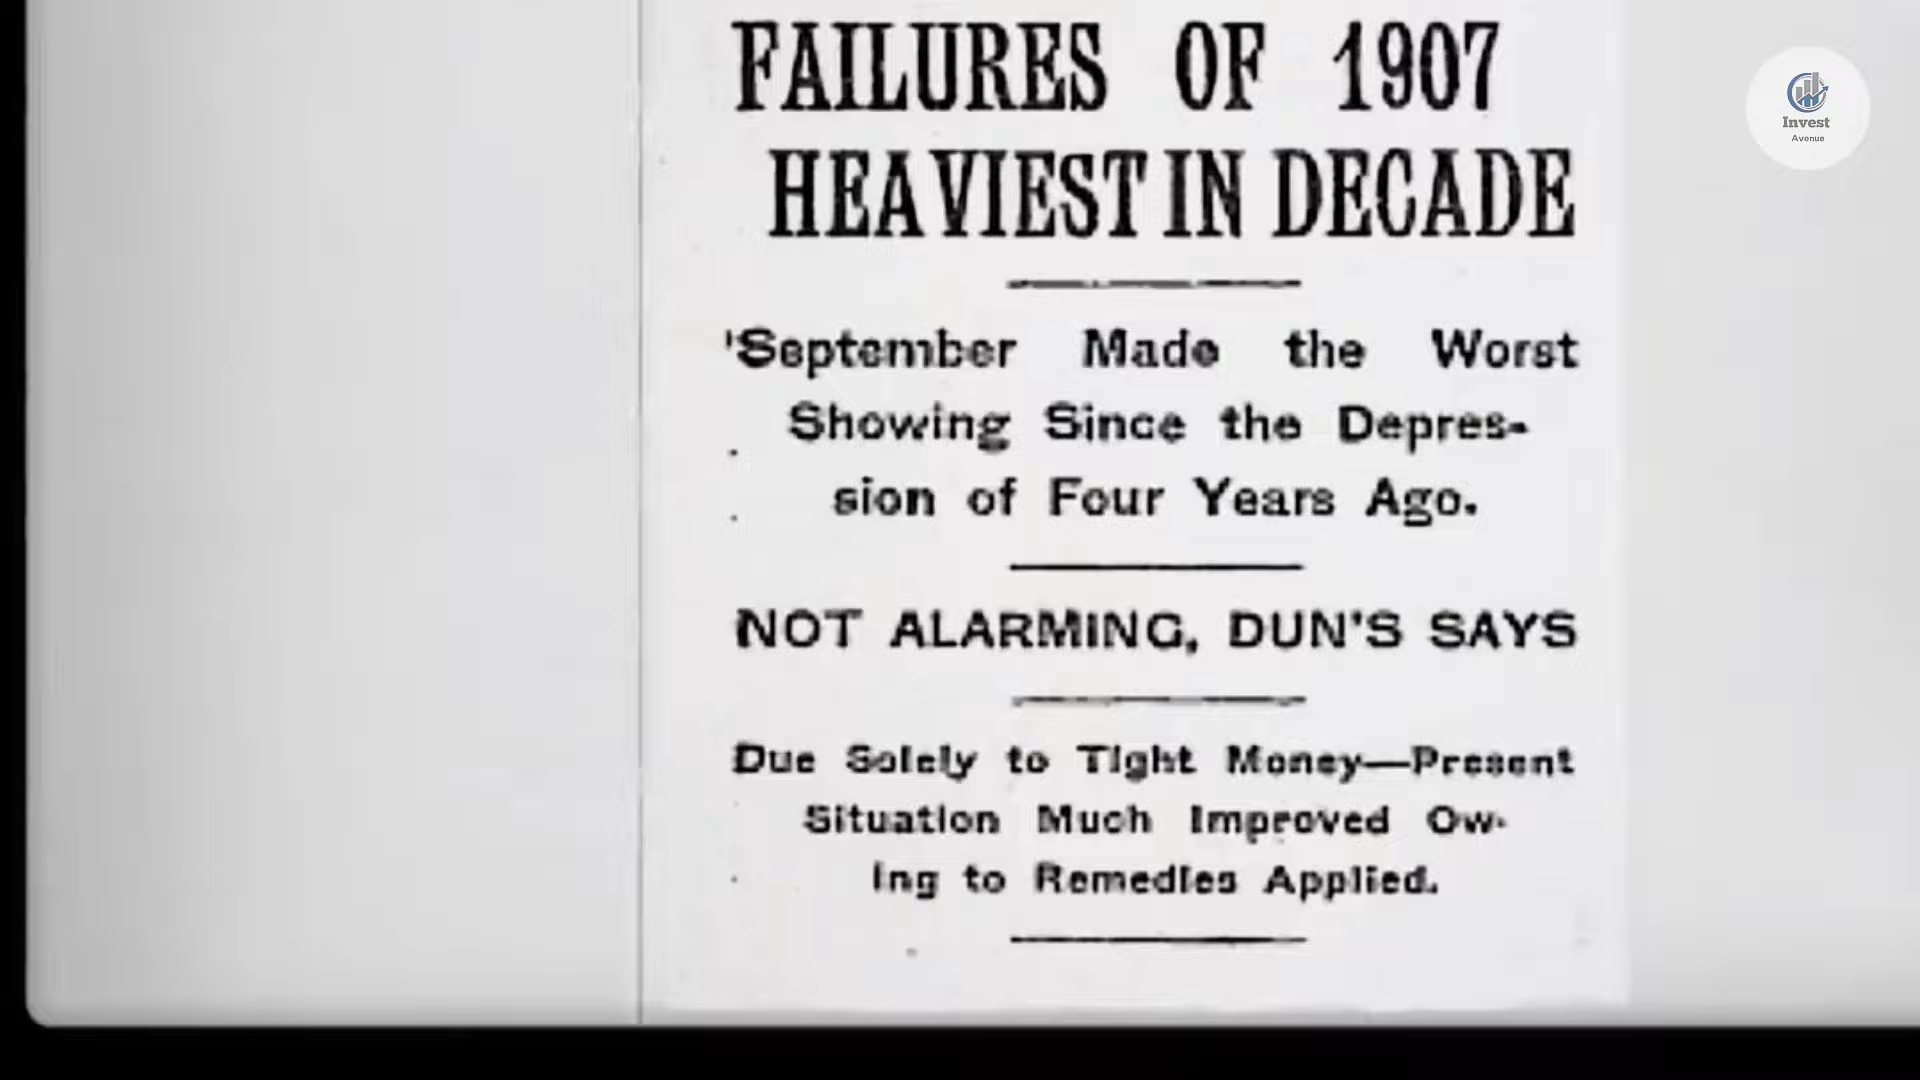 FAILURES OF 1907
HEAVIEST IN DECADE
'September Made the Worst
Showing Since the Depres-
sion of Four Years Ago.
NOT ALARMING, DUN'S SAYS
Due Solely to Tight Money—Present
Situation Much Improved Ow-
ing to Remedies Applied.
Invest
Avenue